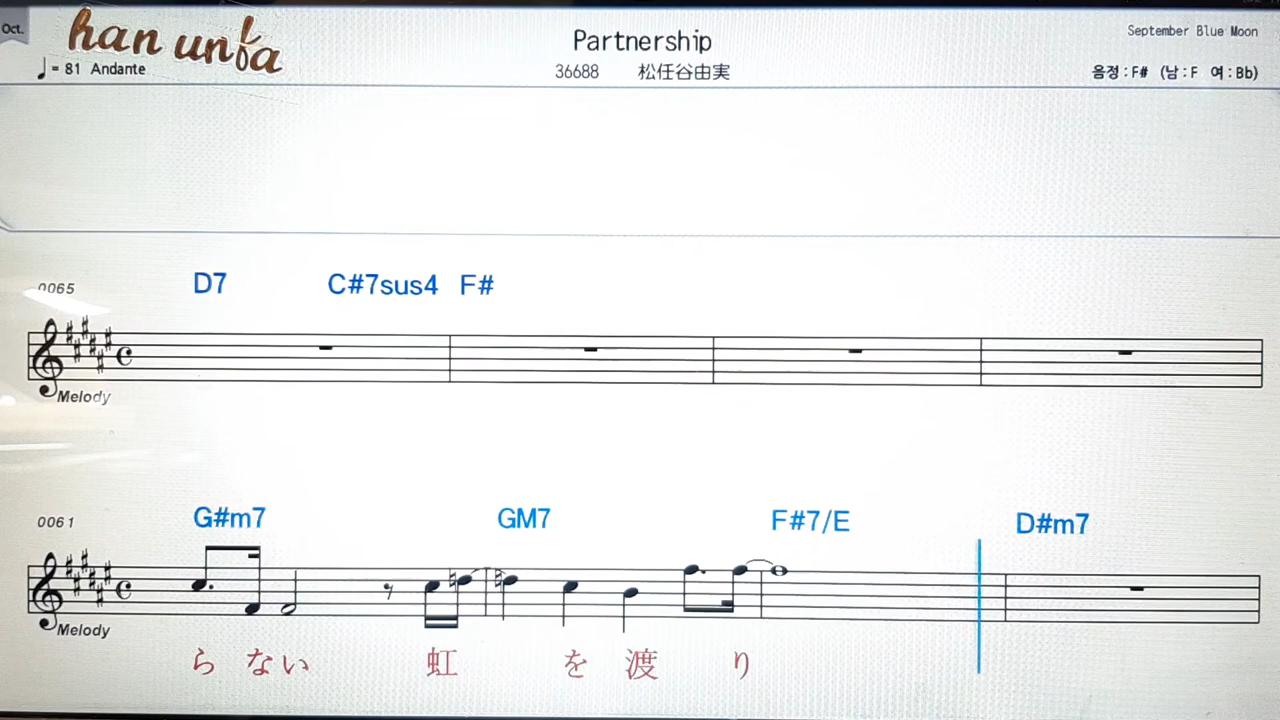 Oct.
han unba
♩= 81 Andante
Partnership
36688 松任谷由実
September Blue Moon
음정:F# (남:F 여:Bb)
0065
D7 C#7sus4 F#
Melody
0061
G#m7 GM7 F#7/E D#m7
Melody
らない 虹 を 渡 り